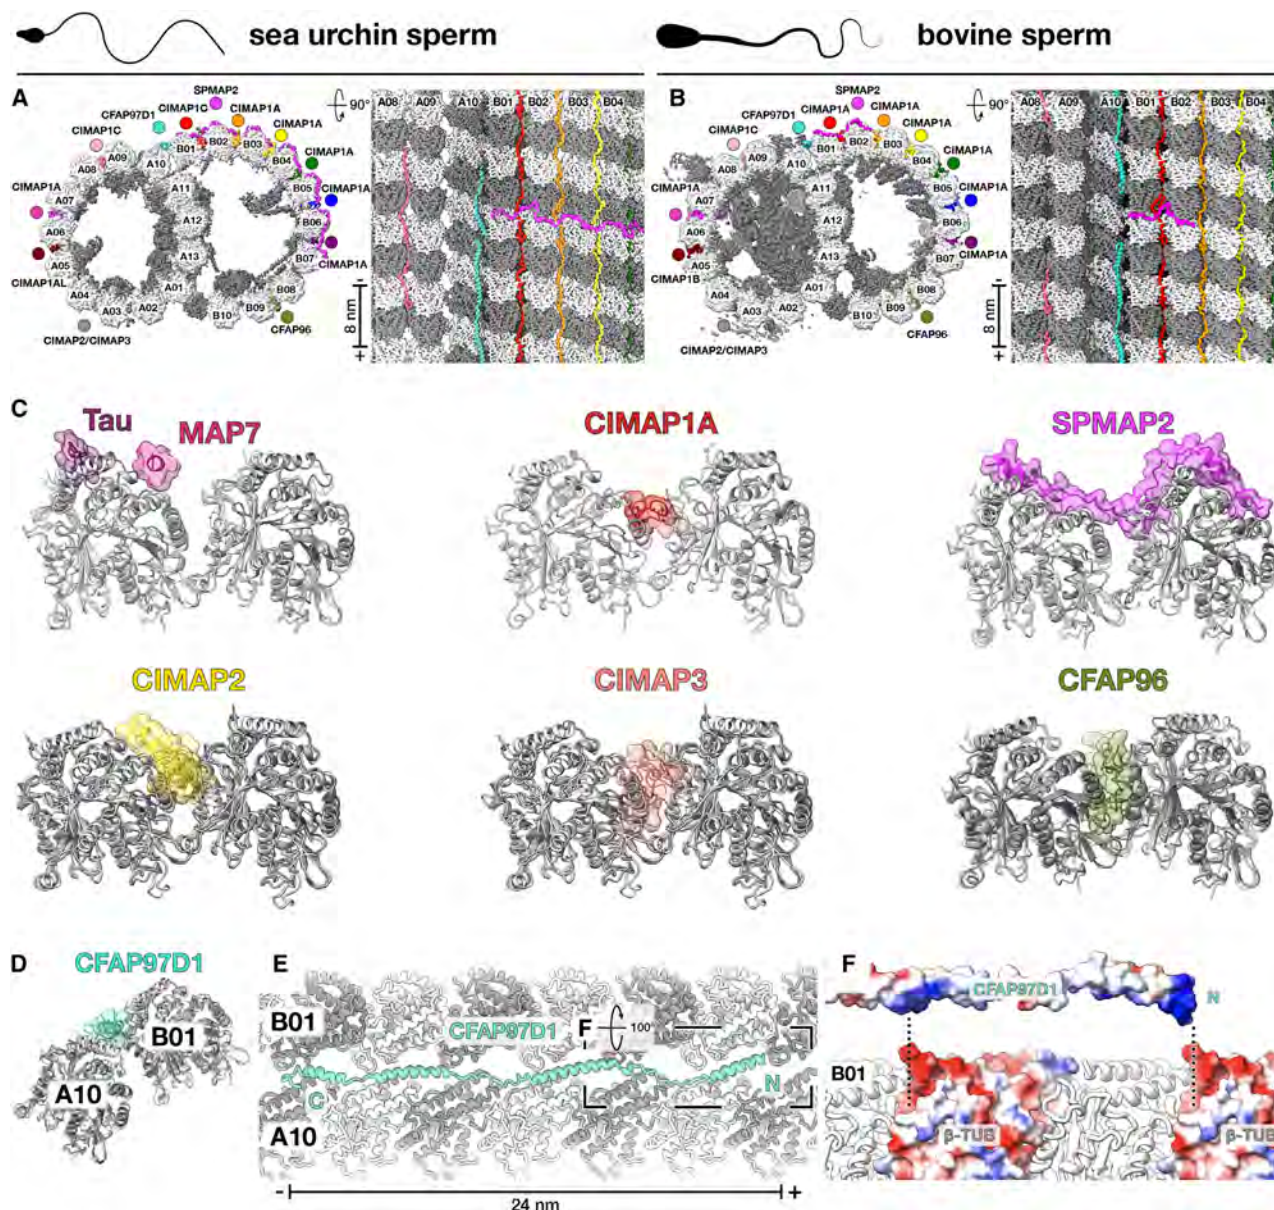 sea urchin sperm
bovine sperm
A
SPMAP2
90°
CIMAP1C
CIMAP1A
CFAP97D1
CIMAP1A
CIMAP1C
CIMAP1A
CIMAP1A
CIMAP1A
CIMAP1A
CIMAP1AL
CFAP96
CIMAP2/CIMAP3
A08
A09
A10
B01
B02
B03
B04
B05
A07
A11
A06
A12
B06
A05
A13
B07
A04
A01
B08
A03
A02
B10
B09
A08
A09
A10
B01
B02
B03
B04
-
8 nm
+
B
SPMAP2
90°
CIMAP1A
CIMAP1A
CFAP97D1
CIMAP1A
CIMAP1C
CIMAP1A
CIMAP1A
CIMAP1A
CIMAP1A
CIMAP1B
CFAP96
CIMAP2/CIMAP3
A08
A09
A10
B01
B02
B03
B04
B05
A07
A11
A06
A12
B06
A05
A13
B07
A04
A01
B08
A03
A02
B10
B09
A08
A09
A10
B01
B02
B03
B04
-
8 nm
+
C
Tau
MAP7
CIMAP1A
SPMAP2
CIMAP2
CIMAP3
CFAP96
D
CFAP97D1
B01
A10
E
B01
CFAP97D1
F
100
C
N
A10
-
24 nm
+
F
CFAP97D1
N
B01
β-TUB
β-TUB